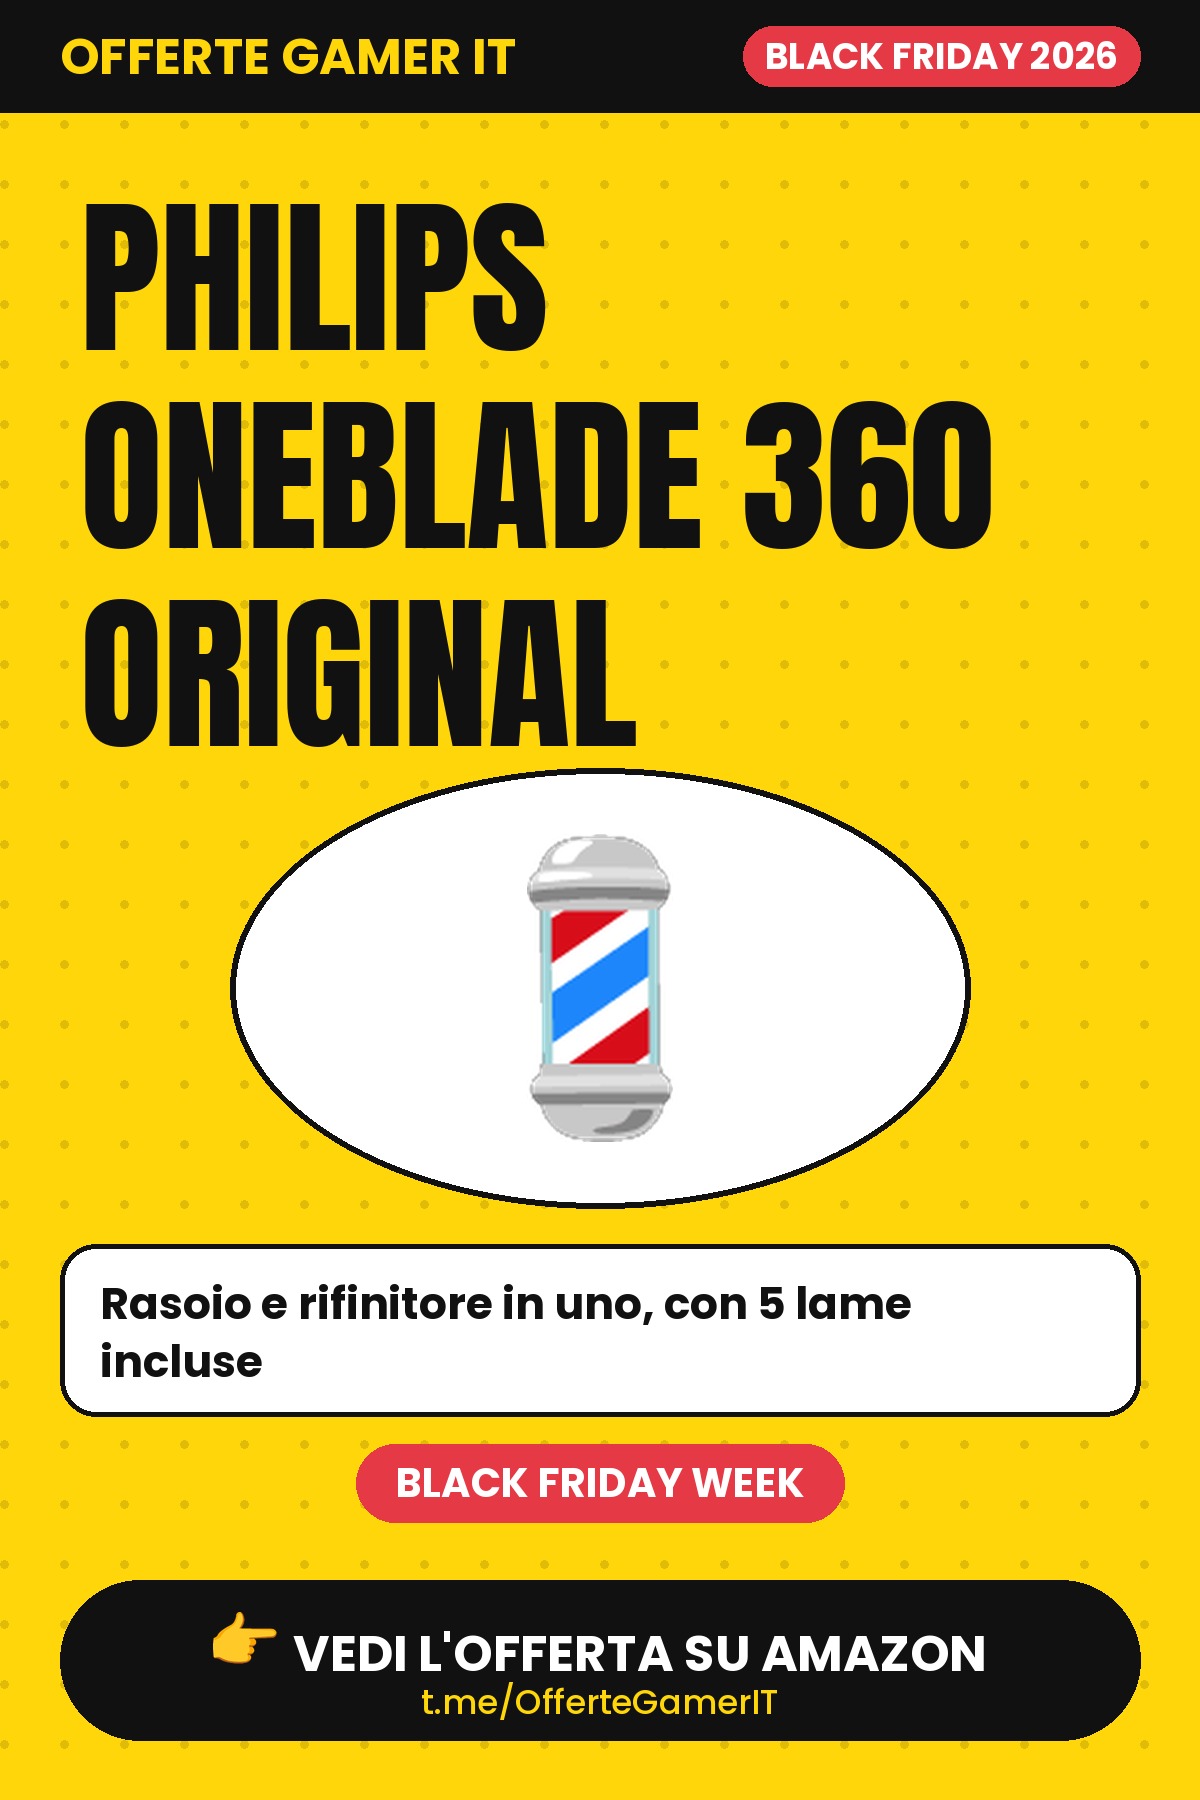 OFFERTE GAMER IT
BLACK FRIDAY 2026
PHILIPS
ONEBLADE 360
ORIGINAL
Rasoio e rifinitore in uno, con 5 lame
incluse
BLACK FRIDAY WEEK
👉 VEDI L'OFFERTA SU AMAZON
t.me/OfferteGamerIT